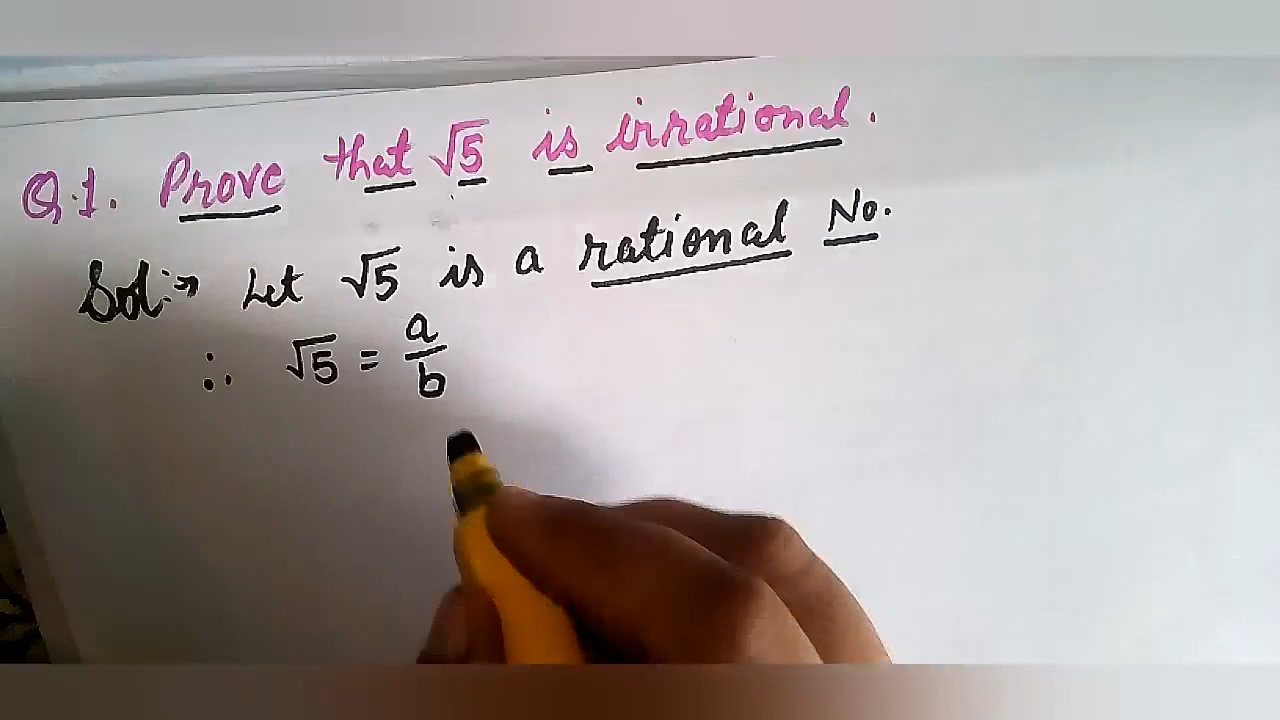 Q.1. Prove that √5 is irrational.
Sol:→ Let √5 is a rational No.
∴ √5 = a/b